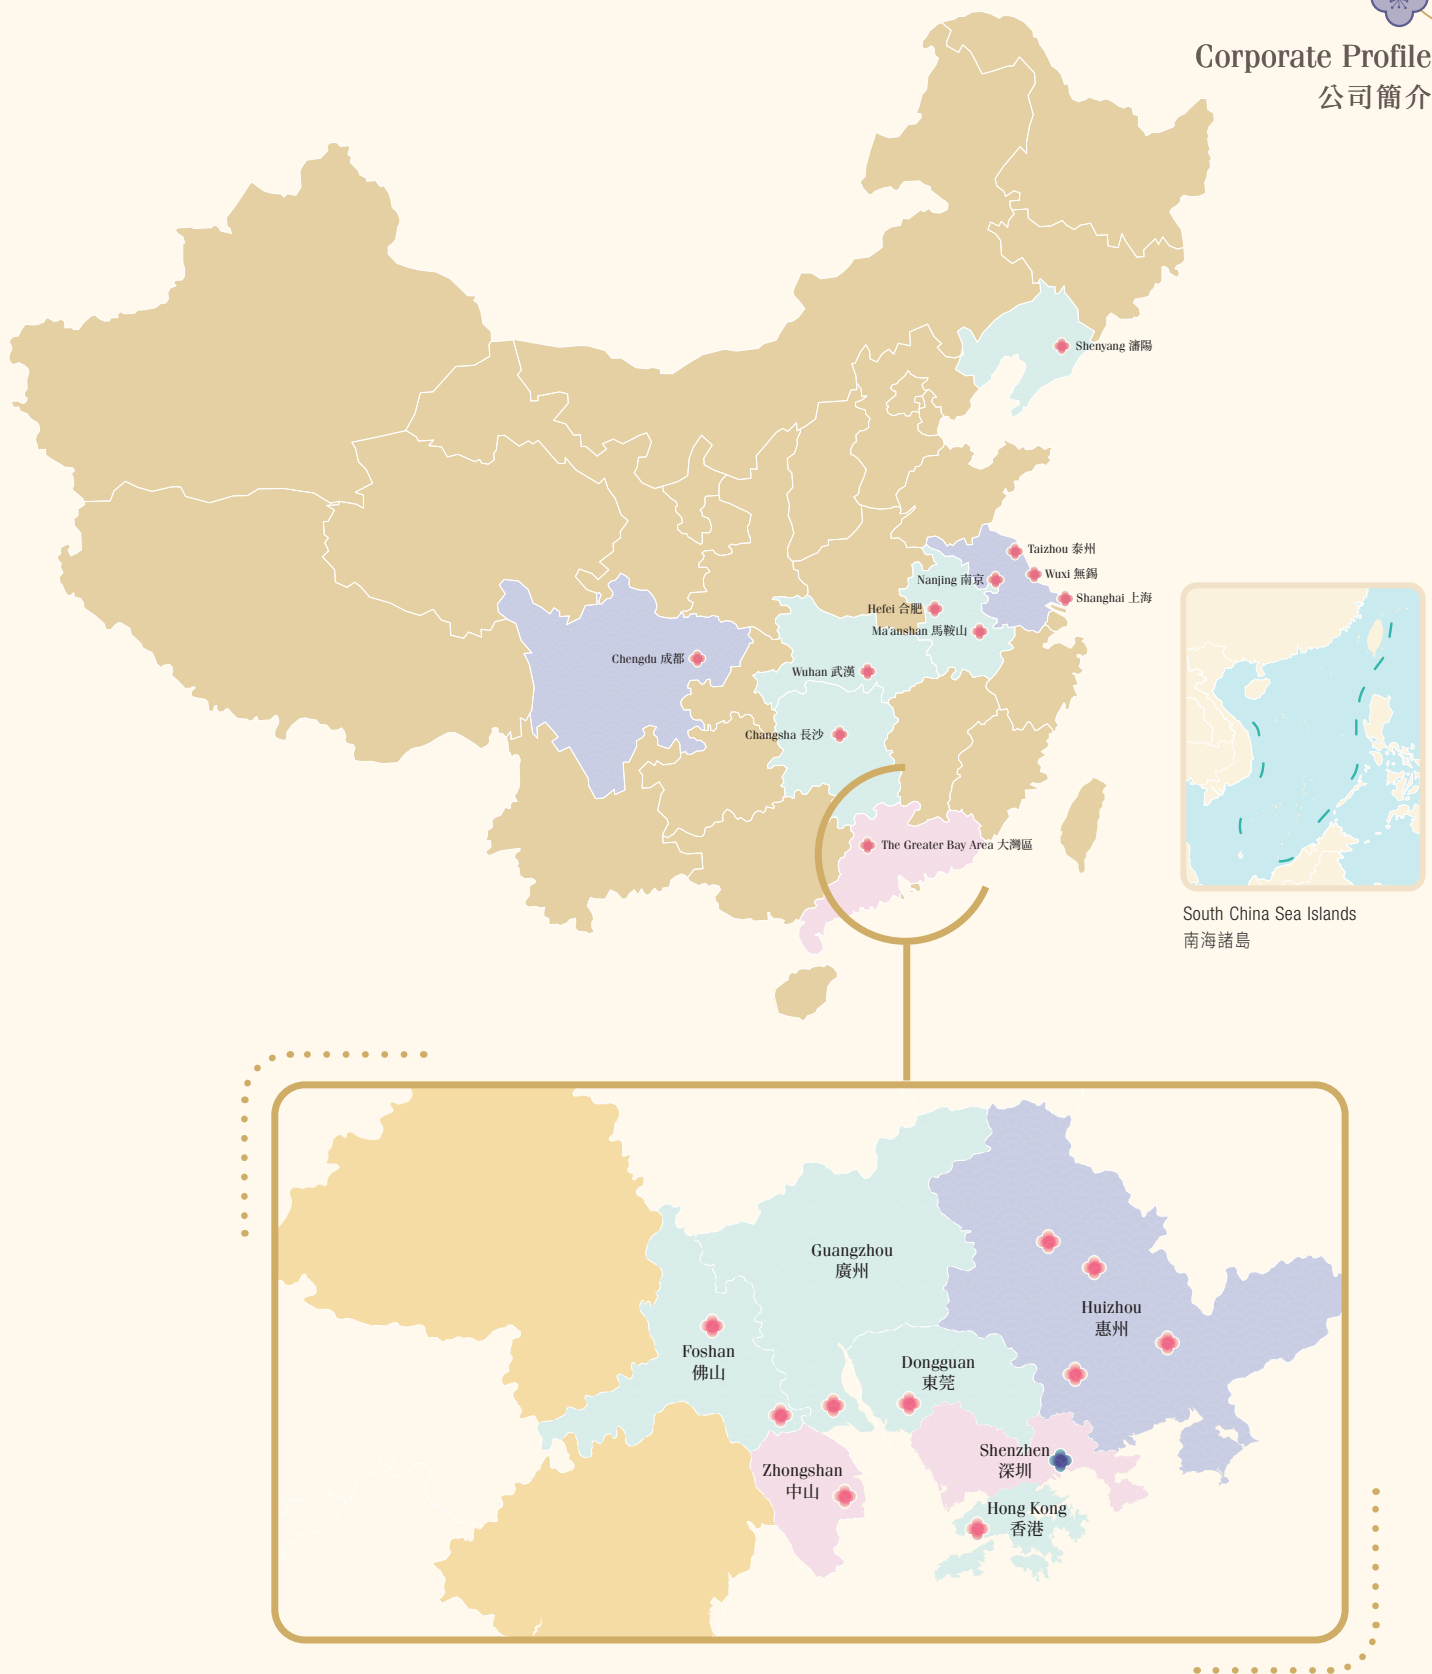 Corporate Profile
公司簡介
Shenyang 瀋陽
Taizhou 泰州
Wuxi 無錫
Nanjing 南京
Shanghai 上海
Hefei 合肥
Ma'anshan 馬鞍山
Chengdu 成都
Wuhan 武漢
Changsha 長沙
The Greater Bay Area 大灣區
South China Sea Islands
南海諸島
Guangzhou
廣州
Huizhou
惠州
Foshan
佛山
Dongguan
東莞
Shenzhen
深圳
Zhongshan
中山
Hong Kong
香港